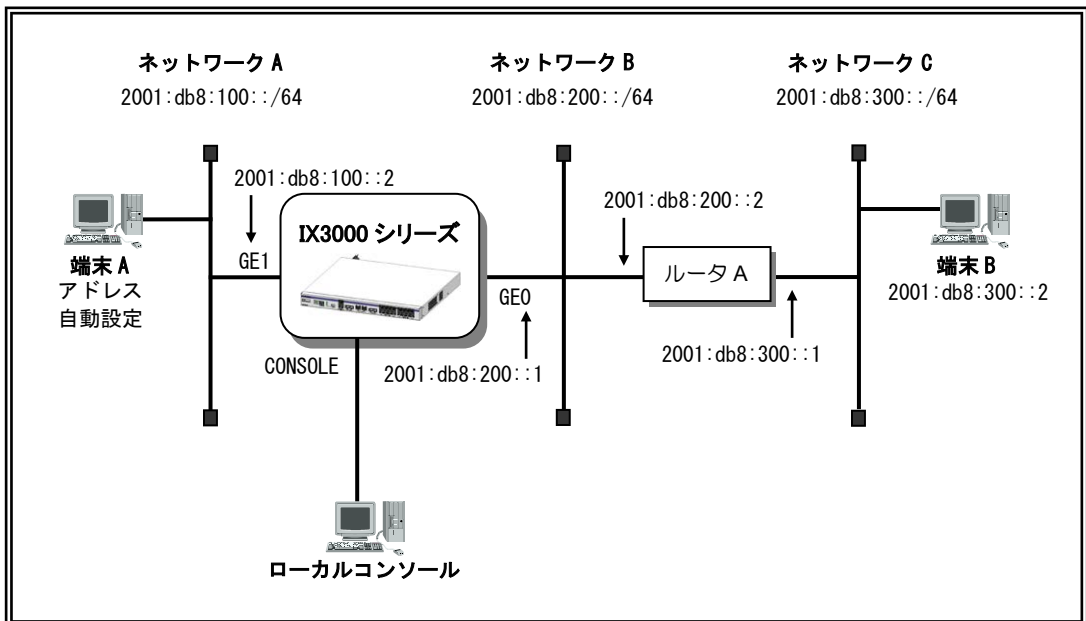 ネットワーク A
2001:db8:100::/64
ネットワーク B
2001:db8:200::/64
ネットワーク C
2001:db8:300::/64
2001:db8:100::2
2001:db8:200::2
IX3000 シリーズ
GE1
端末 A
アドレス
自動設定
ルータ A
端末 B
2001:db8:300::2
GE0
CONSOLE
2001:db8:200::1
2001:db8:300::1
ローカルコンソール